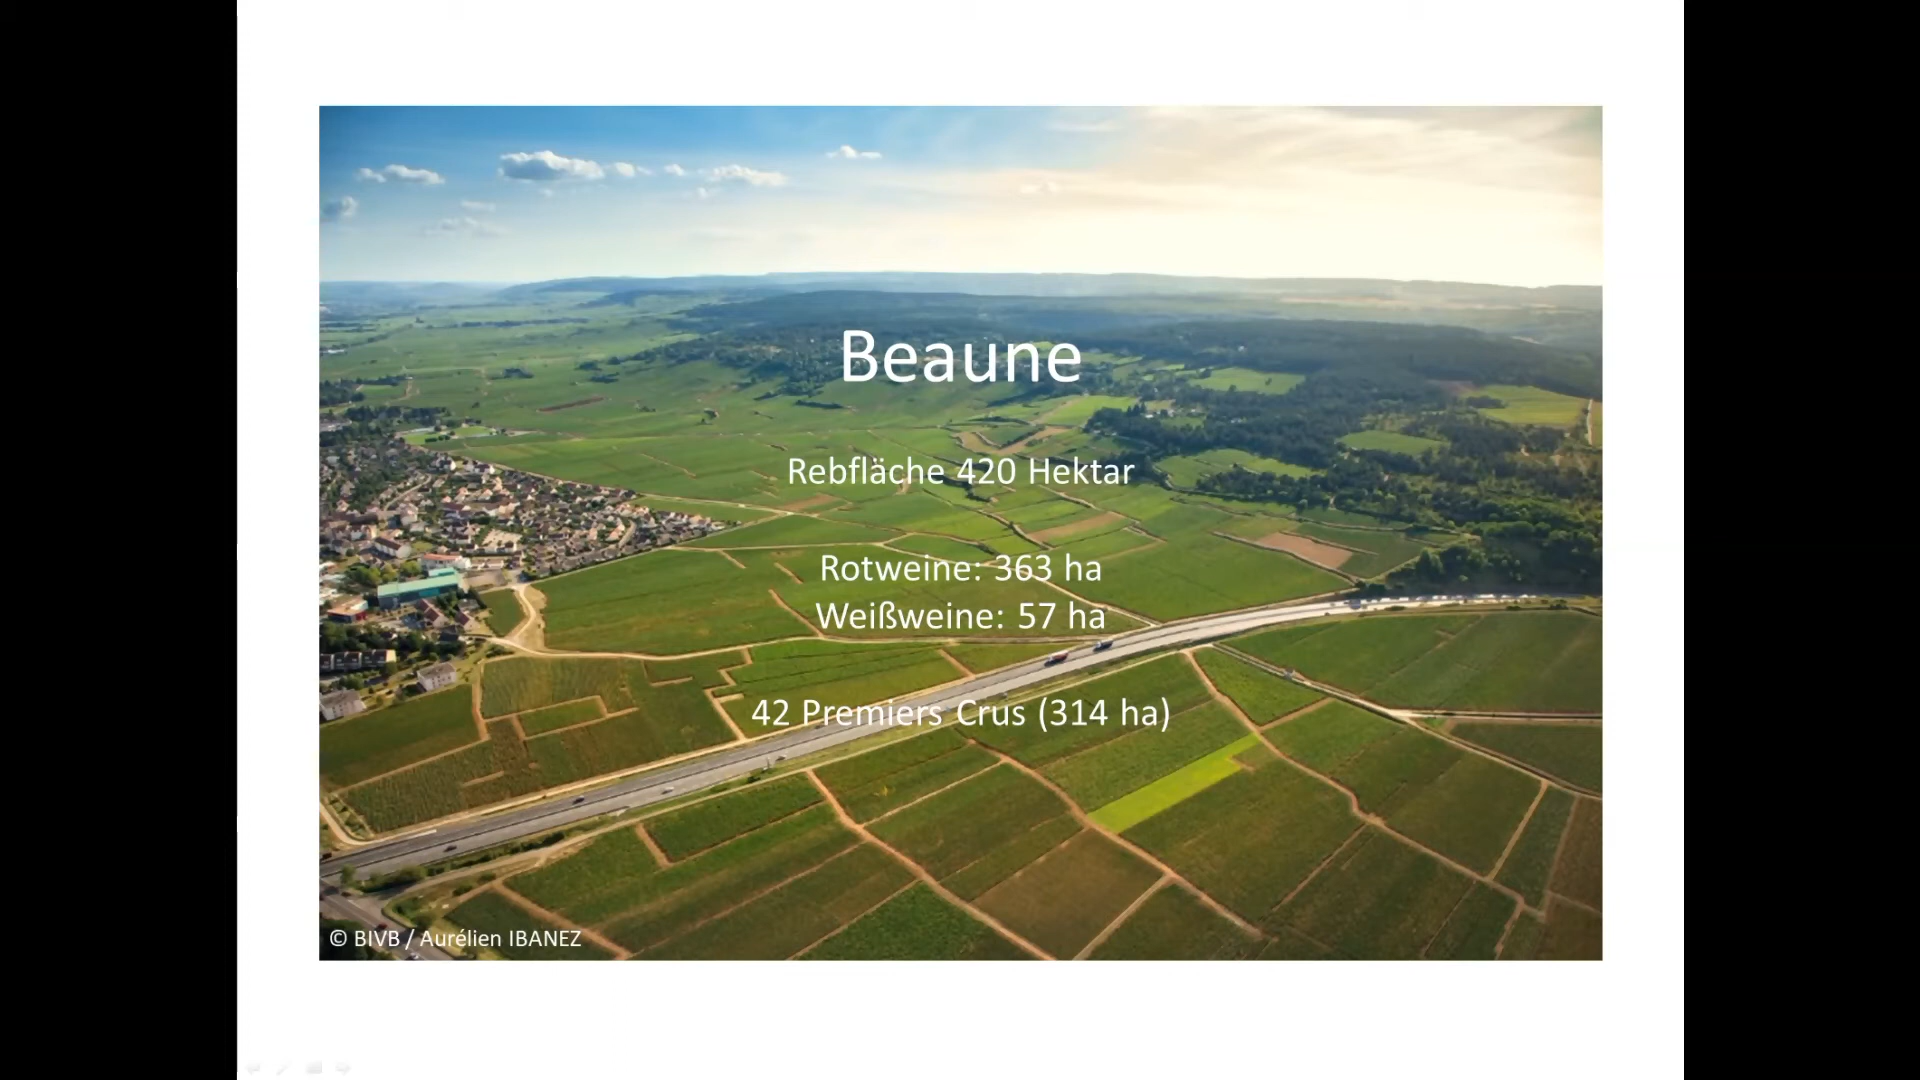 Beaune
Rebfläche 420 Hektar
Rotweine: 363 ha
Weißweine: 57 ha
42 Premiers Crus (314 ha)
© BIVB / Aurélien IBANEZ